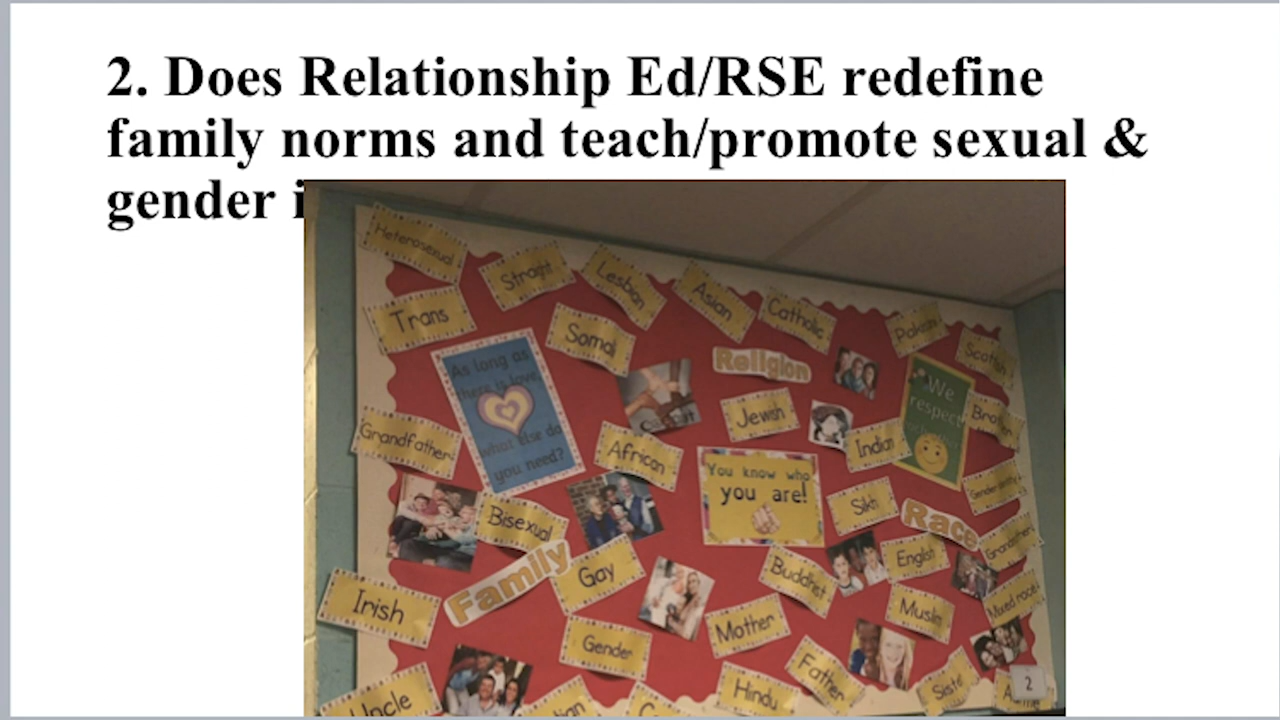 2. Does Relationship Ed/RSE redefine
family norms and teach/promote sexual &
gender i
Heterosexual
Straight
Lesbian
Asian
Catholic
Scottish
Trans
Somali
Religion
As long as
there is love
what else do
you need?
We
respect
Jewish
Indian
Grandfather
African
You know who
you are!
Sikh
Race
Bisexual
English
Family
Gay
Buddhist
Mixed race
Irish
Muslim
Gender
Mother
Father
Hindu
Sister
Uncle
2